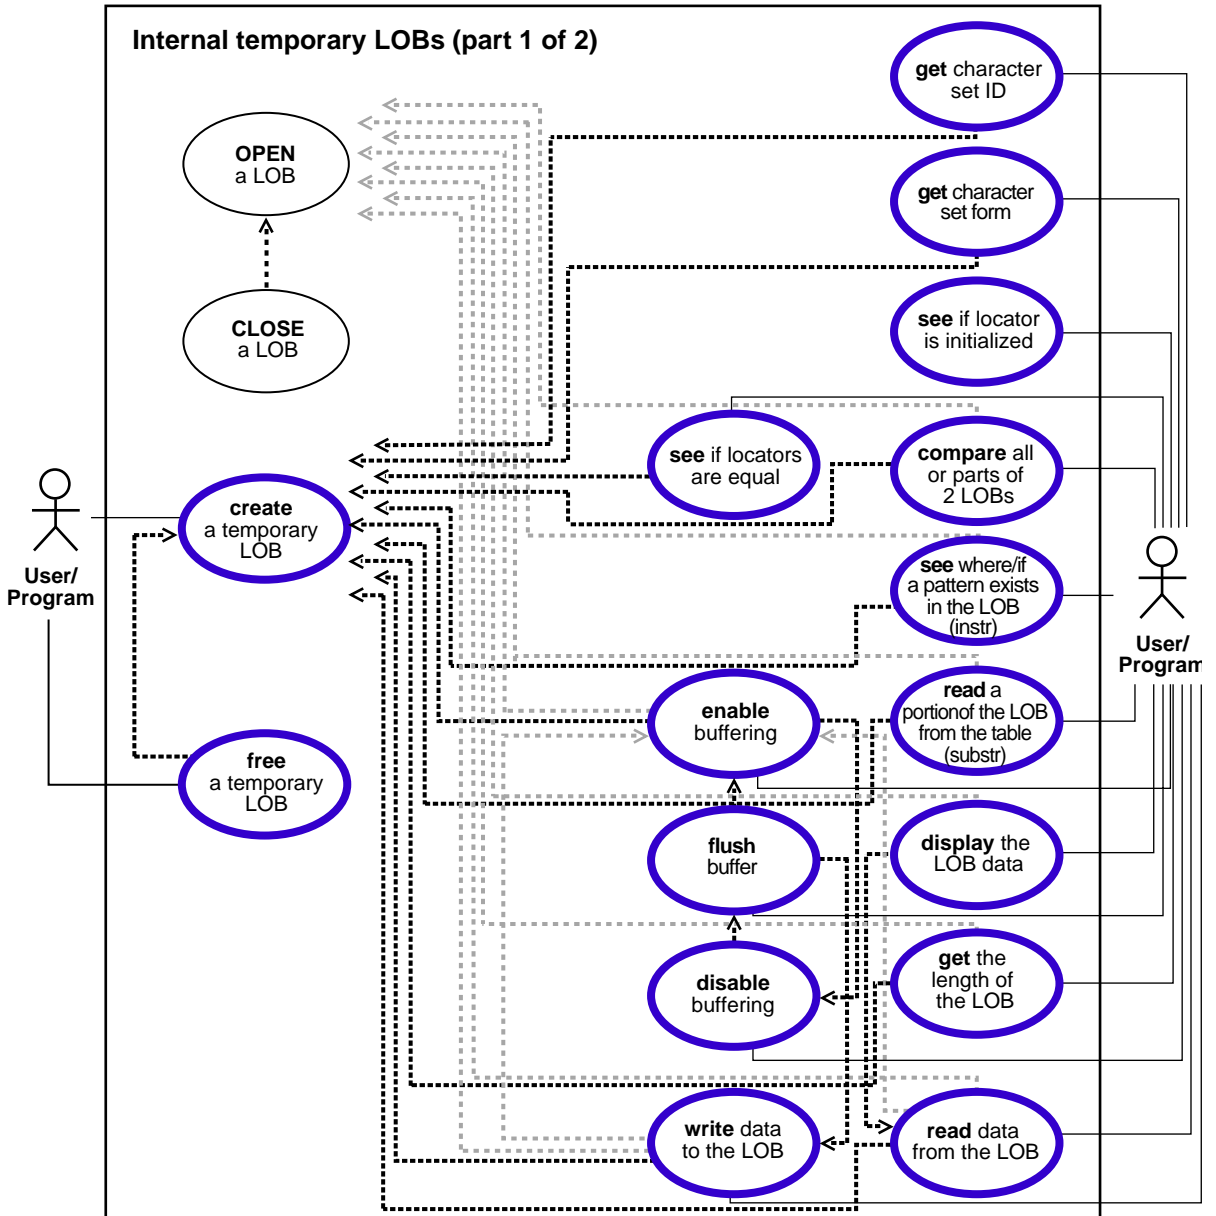 Internal temporary LOBs (part 1 of 2)
get character
set ID
OPEN
a LOB
get character
set form
CLOSE
a LOB
see if locator
is initialized
see if locators
are equal
compare all
or parts of
2 LOBs
create
a temporary
LOB
User/
Program
see where/if
a pattern exists
in the LOB
(instr)
User/
Program
enable
buffering
read a
portionof the LOB
from the table
(substr)
free
a temporary
LOB
flush
buffer
display the
LOB data
disable
buffering
get the
length of
the LOB
write data
to the LOB
read data
from the LOB